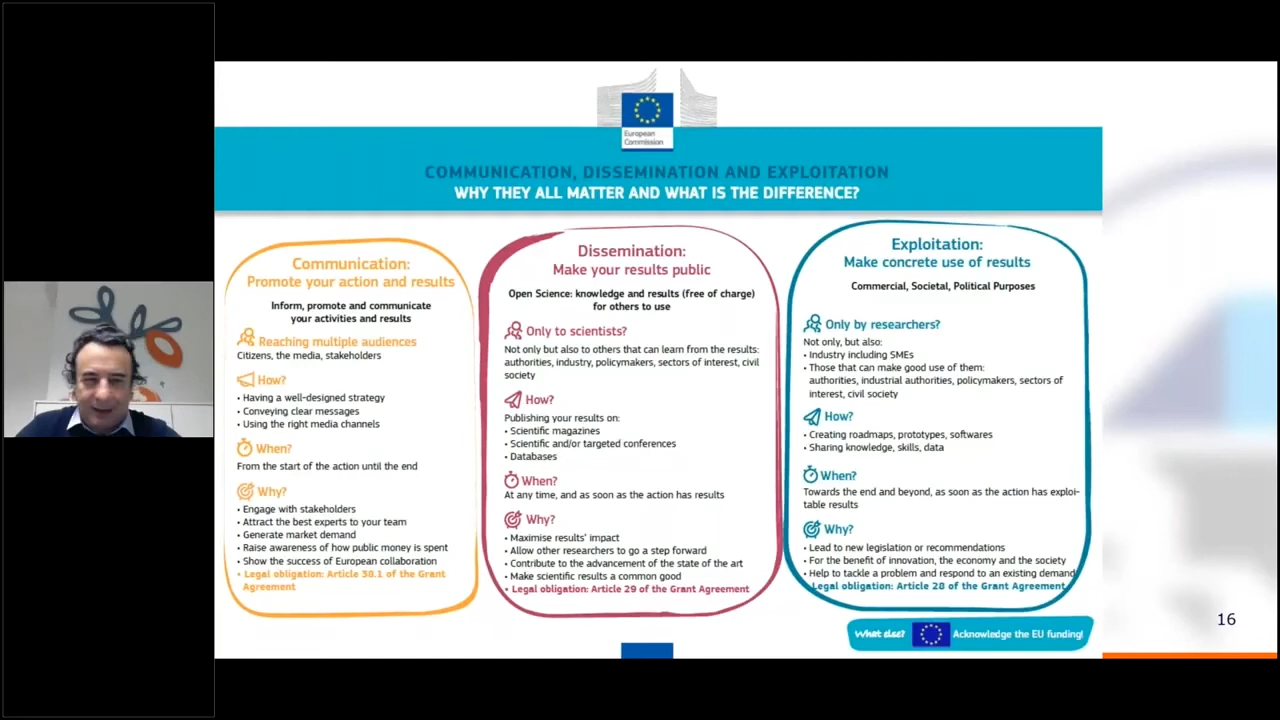 European
Commission
COMMUNICATION, DISSEMINATION AND EXPLOITATION
WHY THEY ALL MATTER AND WHAT IS THE DIFFERENCE?
Communication:
Promote your action and results
Inform, promote and communicate
your activities and results
Reaching multiple audiences
Citizens, the media, stakeholders
How?
• Having a well-designed strategy
• Conveying clear messages
• Using the right media channels
When?
From the start of the action until the end
Why?
• Engage with stakeholders
• Attract the best experts to your team
• Generate market demand
• Raise awareness of how public money is spent
• Show the success of European collaboration
• Legal obligation: Article 38.1 of the Grant
Agreement
Dissemination:
Make your results public
Open Science: knowledge and results (free of charge)
for others to use
Only to scientists?
Not only but also to others that can learn from the results:
authorities, industry, policymakers, sectors of interest, civil
society
How?
Publishing your results on:
• Scientific magazines
• Scientific and/or targeted conferences
• Databases
When?
At any time, and as soon as the action has results
Why?
• Maximise results' impact
• Allow other researchers to go a step forward
• Contribute to the advancement of the state of the art
• Make scientific results a common good
• Legal obligation: Article 29 of the Grant Agreement
Exploitation:
Make concrete use of results
Commercial, Societal, Political Purposes
Only by researchers?
Not only, but also:
• Industry including SMEs
• Those that can make good use of them:
authorities, industrial authorities, policymakers, sectors of
interest, civil society
How?
• Creating roadmaps, prototypes, softwares
• Sharing knowledge, skills, data
When?
Towards the end and beyond, as soon as the action has exploi-
table results
Why?
• Lead to new legislation or recommendations
• For the benefit of innovation, the economy and the society
• Help to tackle a problem and respond to an existing demand
Legal obligation: Article 28 of the Grant Agreement
What else? Acknowledge the EU funding!
16